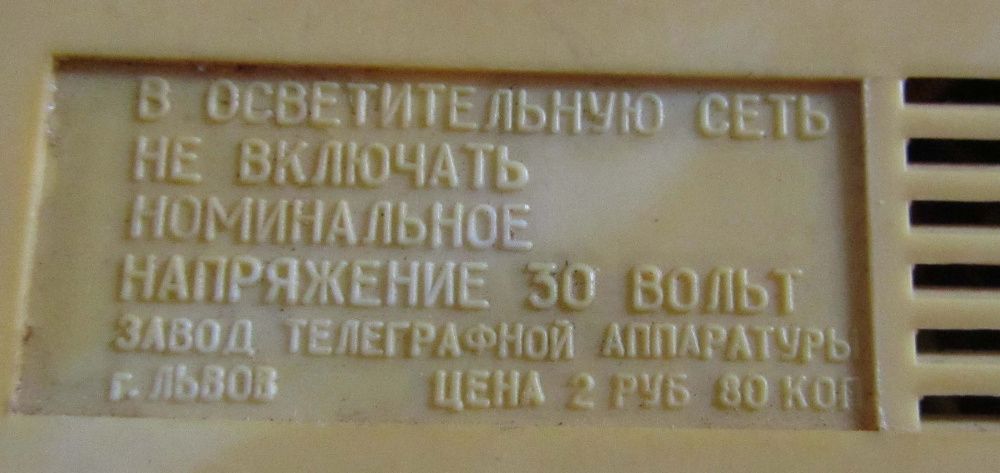 В ОСВЕТИТЕЛЬНУЮ СЕТЬ
НЕ ВКЛЮЧАТЬ
НОМИНАЛЬНОЕ
НАПРЯЖЕНИЕ 30 ВОЛЬТ
ЗАВОД ТЕЛЕГРАФНОЙ АППАРАТУРЫ
г. ЛЬВОВ ЦЕНА 2 РУБ 80 КОП